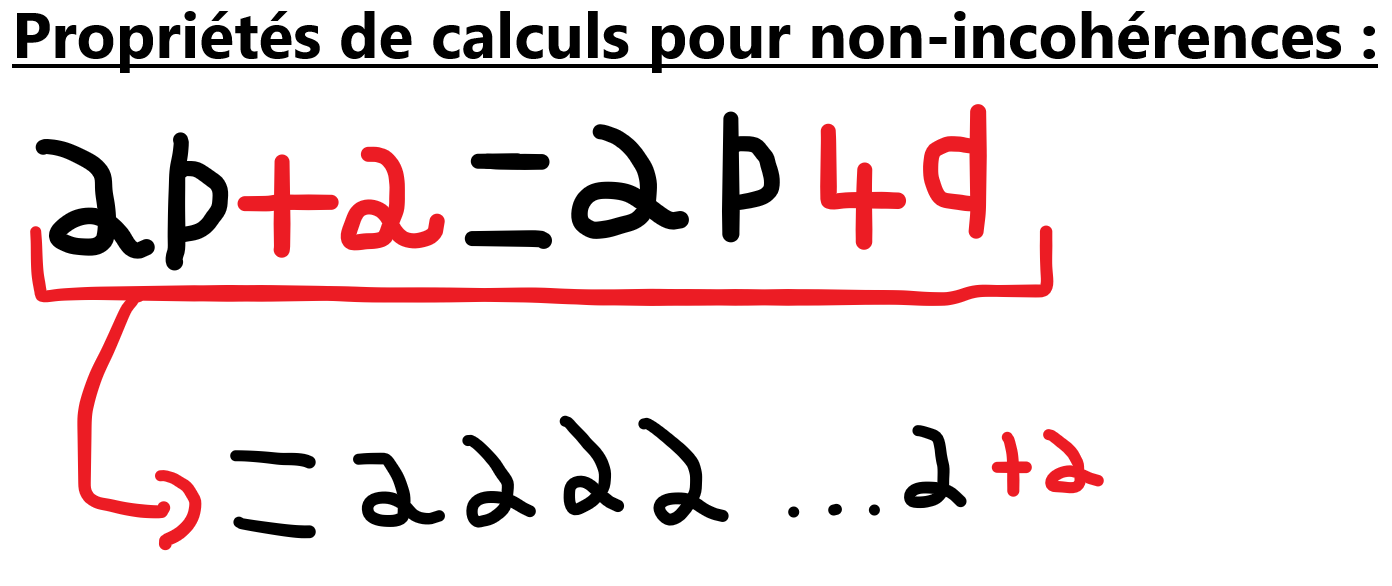 Propriétés de calculs pour non-incohérences :
2p+2=2p4q
=2222...2+2